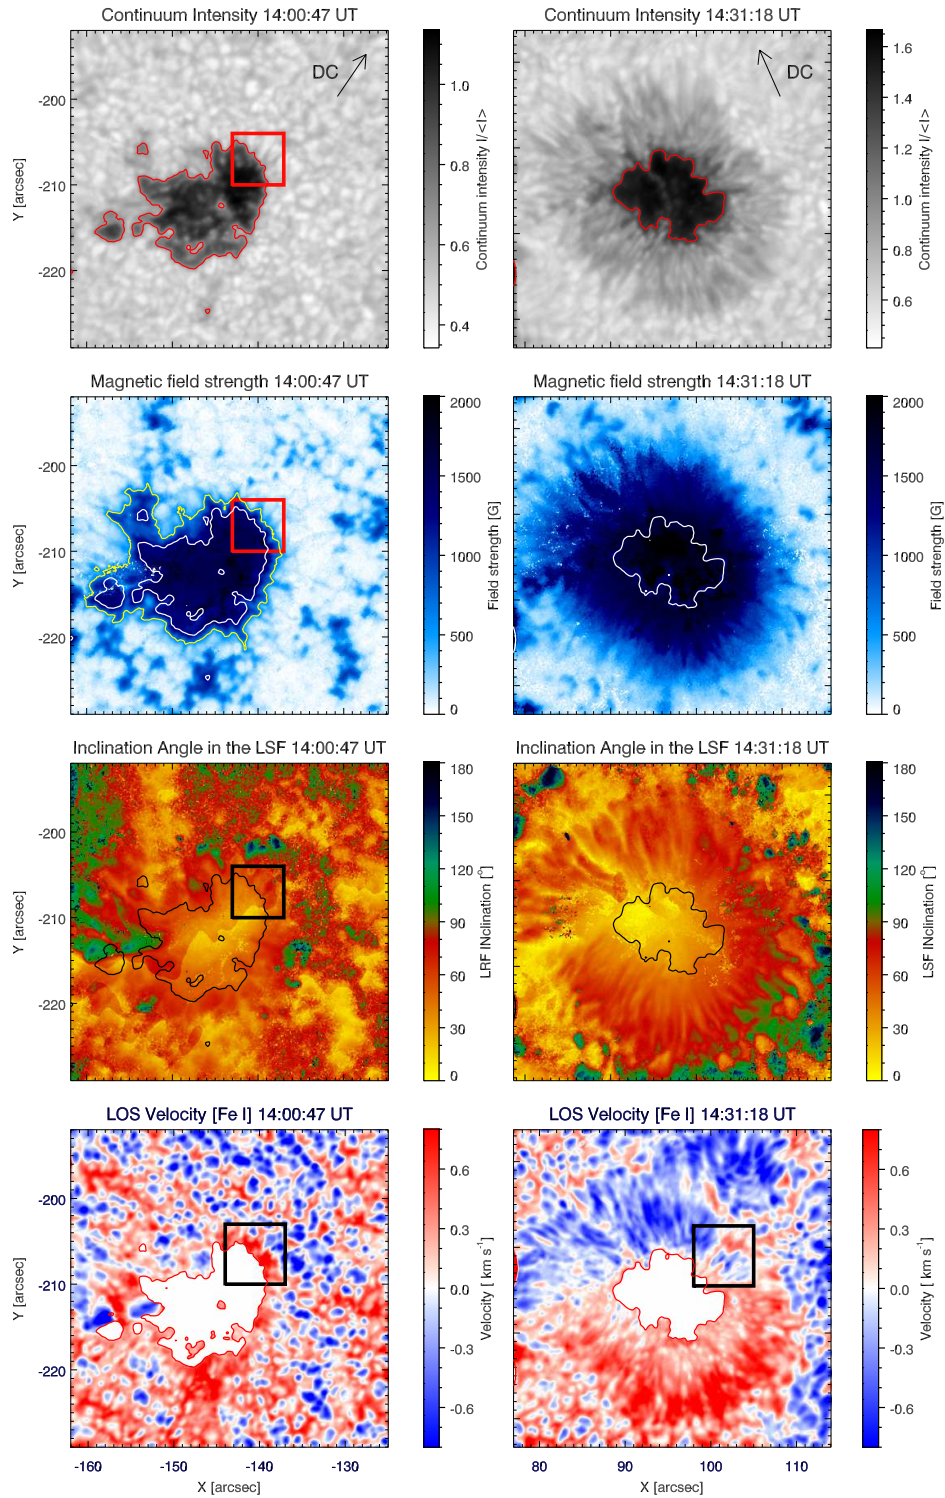 Continuum Intensity 14:00:47 UT
Continuum Intensity 14:31:18 UT
DC
DC
-200
-210
-220
Y [arcsec]
1.0
0.8
0.6
0.4
Continuum intensity I/<I>
1.6
1.4
1.2
1.0
0.8
0.6
Continuum intensity I/<I>
Magnetic field strength 14:00:47 UT
Magnetic field strength 14:31:18 UT
-200
-210
-220
Y [arcsec]
2000
1500
1000
500
0
Field strength [G]
2000
1500
1000
500
0
Field strength [G]
Inclination Angle in the LSF 14:00:47 UT
Inclination Angle in the LSF 14:31:18 UT
-200
-210
-220
Y [arcsec]
180
150
120
90
60
30
0
LRF INclination [°]
180
150
120
90
60
30
0
LSF INclination [°]
LOS Velocity [Fe I] 14:00:47 UT
LOS Velocity [Fe I] 14:31:18 UT
-200
-210
-220
Y [arcsec]
0.6
0.3
0.0
-0.3
-0.6
Velocity [ km s⁻¹]
0.6
0.3
0.0
-0.3
-0.6
Velocity [ km s⁻¹]
-160 -150 -140 -130
X [arcsec]
80 90 100 110
X [arcsec]